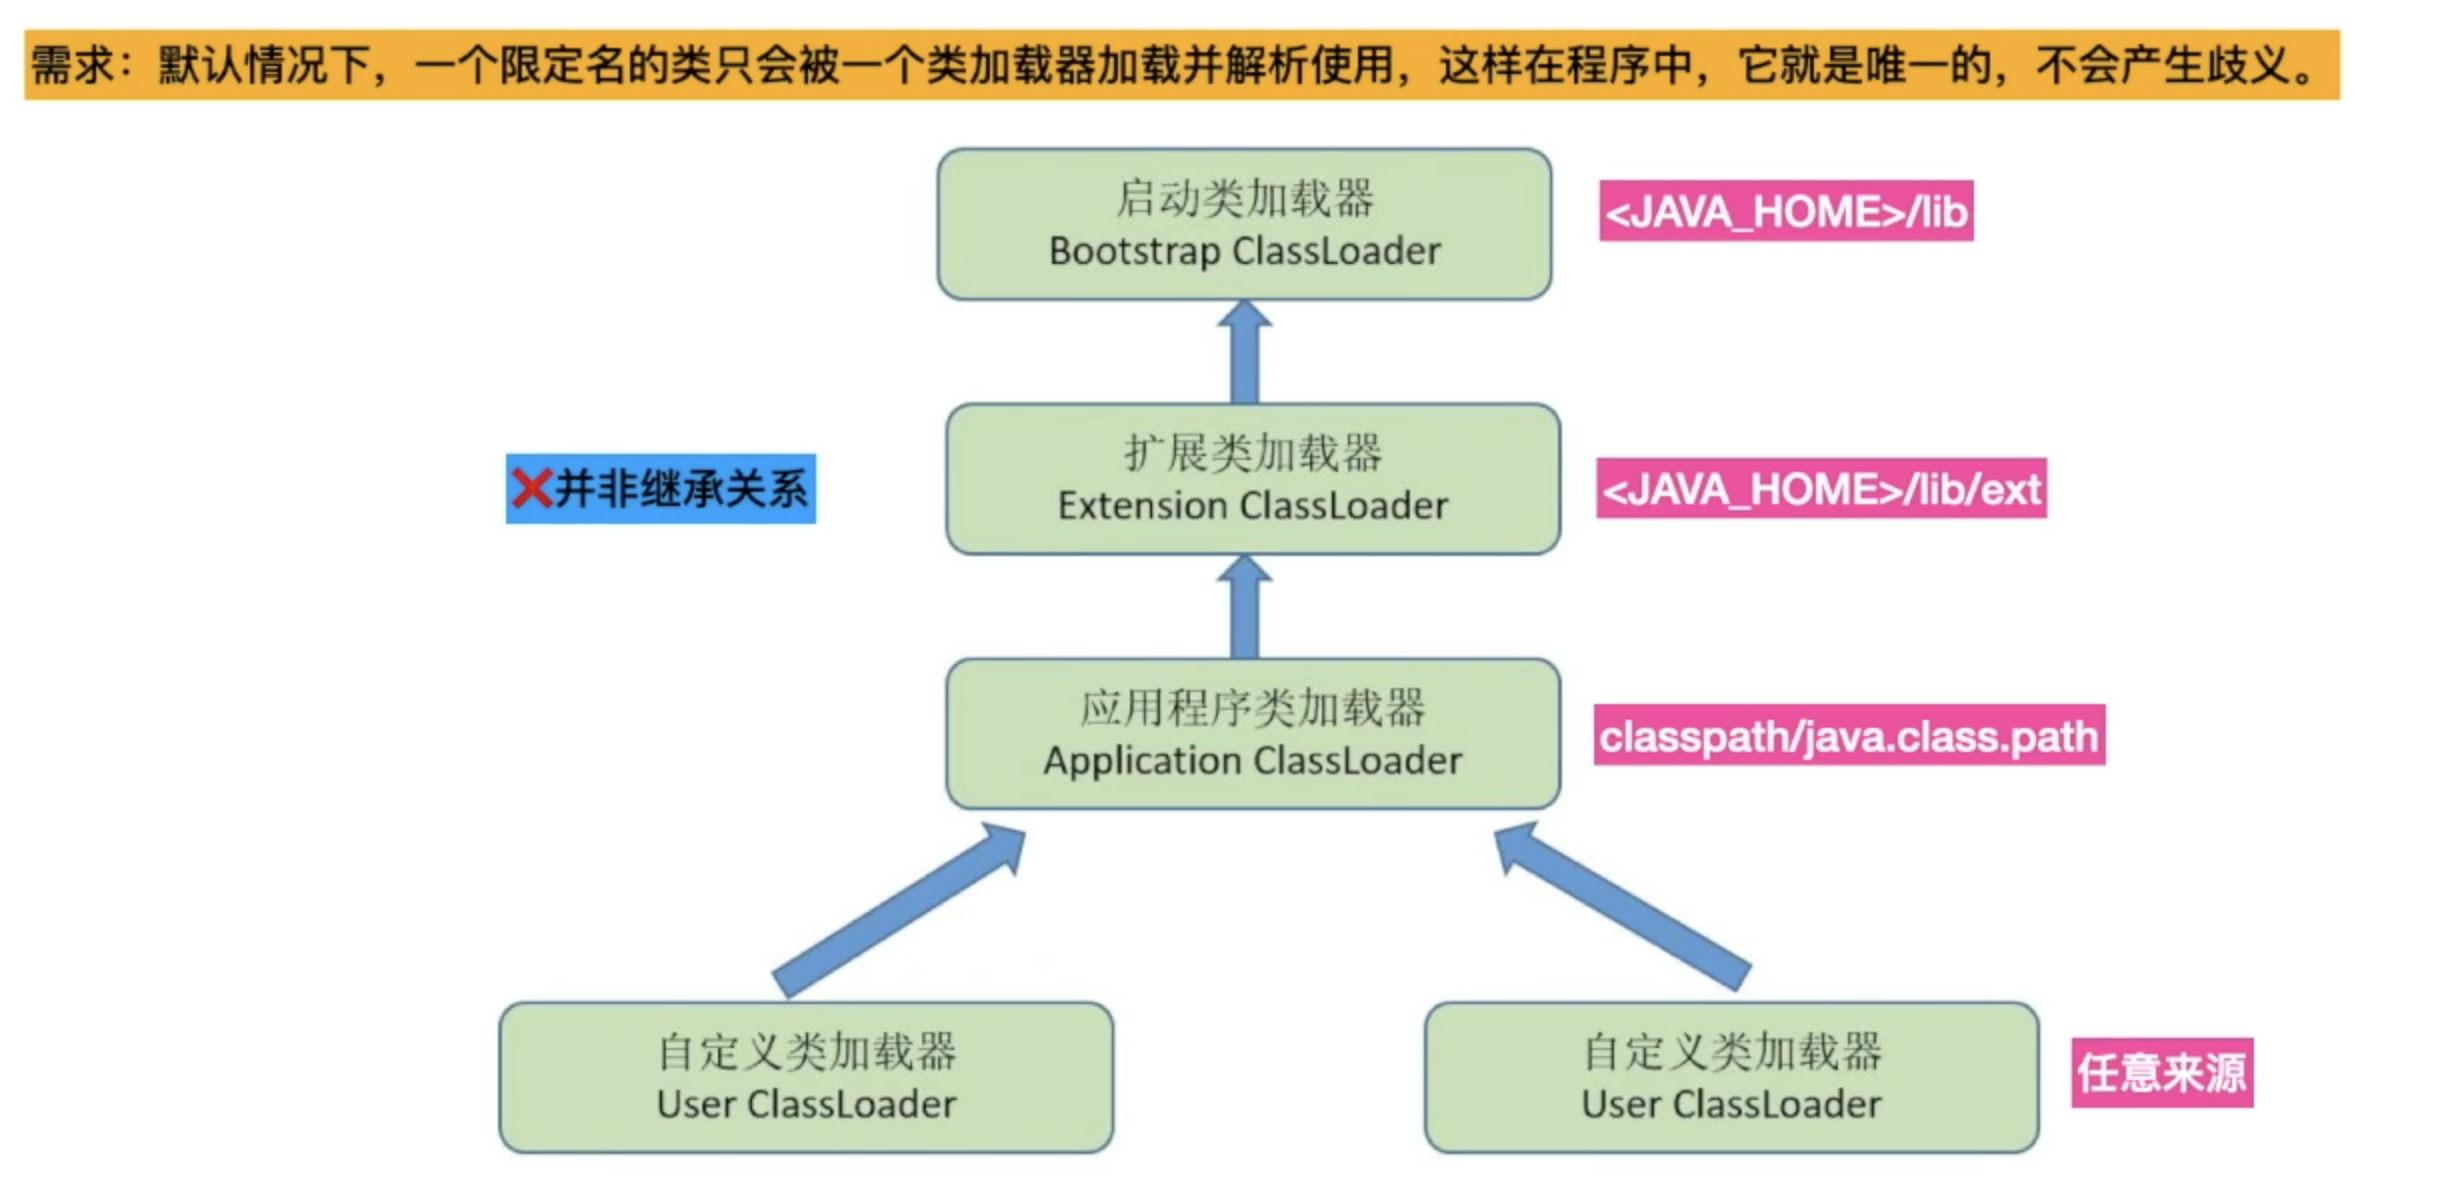 需求：默认情况下，一个限定名的类只会被一个类加载器加载并解析使用，这样在程序中，它就是唯一的，不会产生歧义。
启动类加载器
Bootstrap ClassLoader
<JAVA_HOME>/lib
❌并非继承关系
扩展类加载器
Extension ClassLoader
<JAVA_HOME>/lib/ext
应用程序类加载器
Application ClassLoader
classpath/java.class.path
自定义类加载器
User ClassLoader
自定义类加载器
User ClassLoader
任意来源